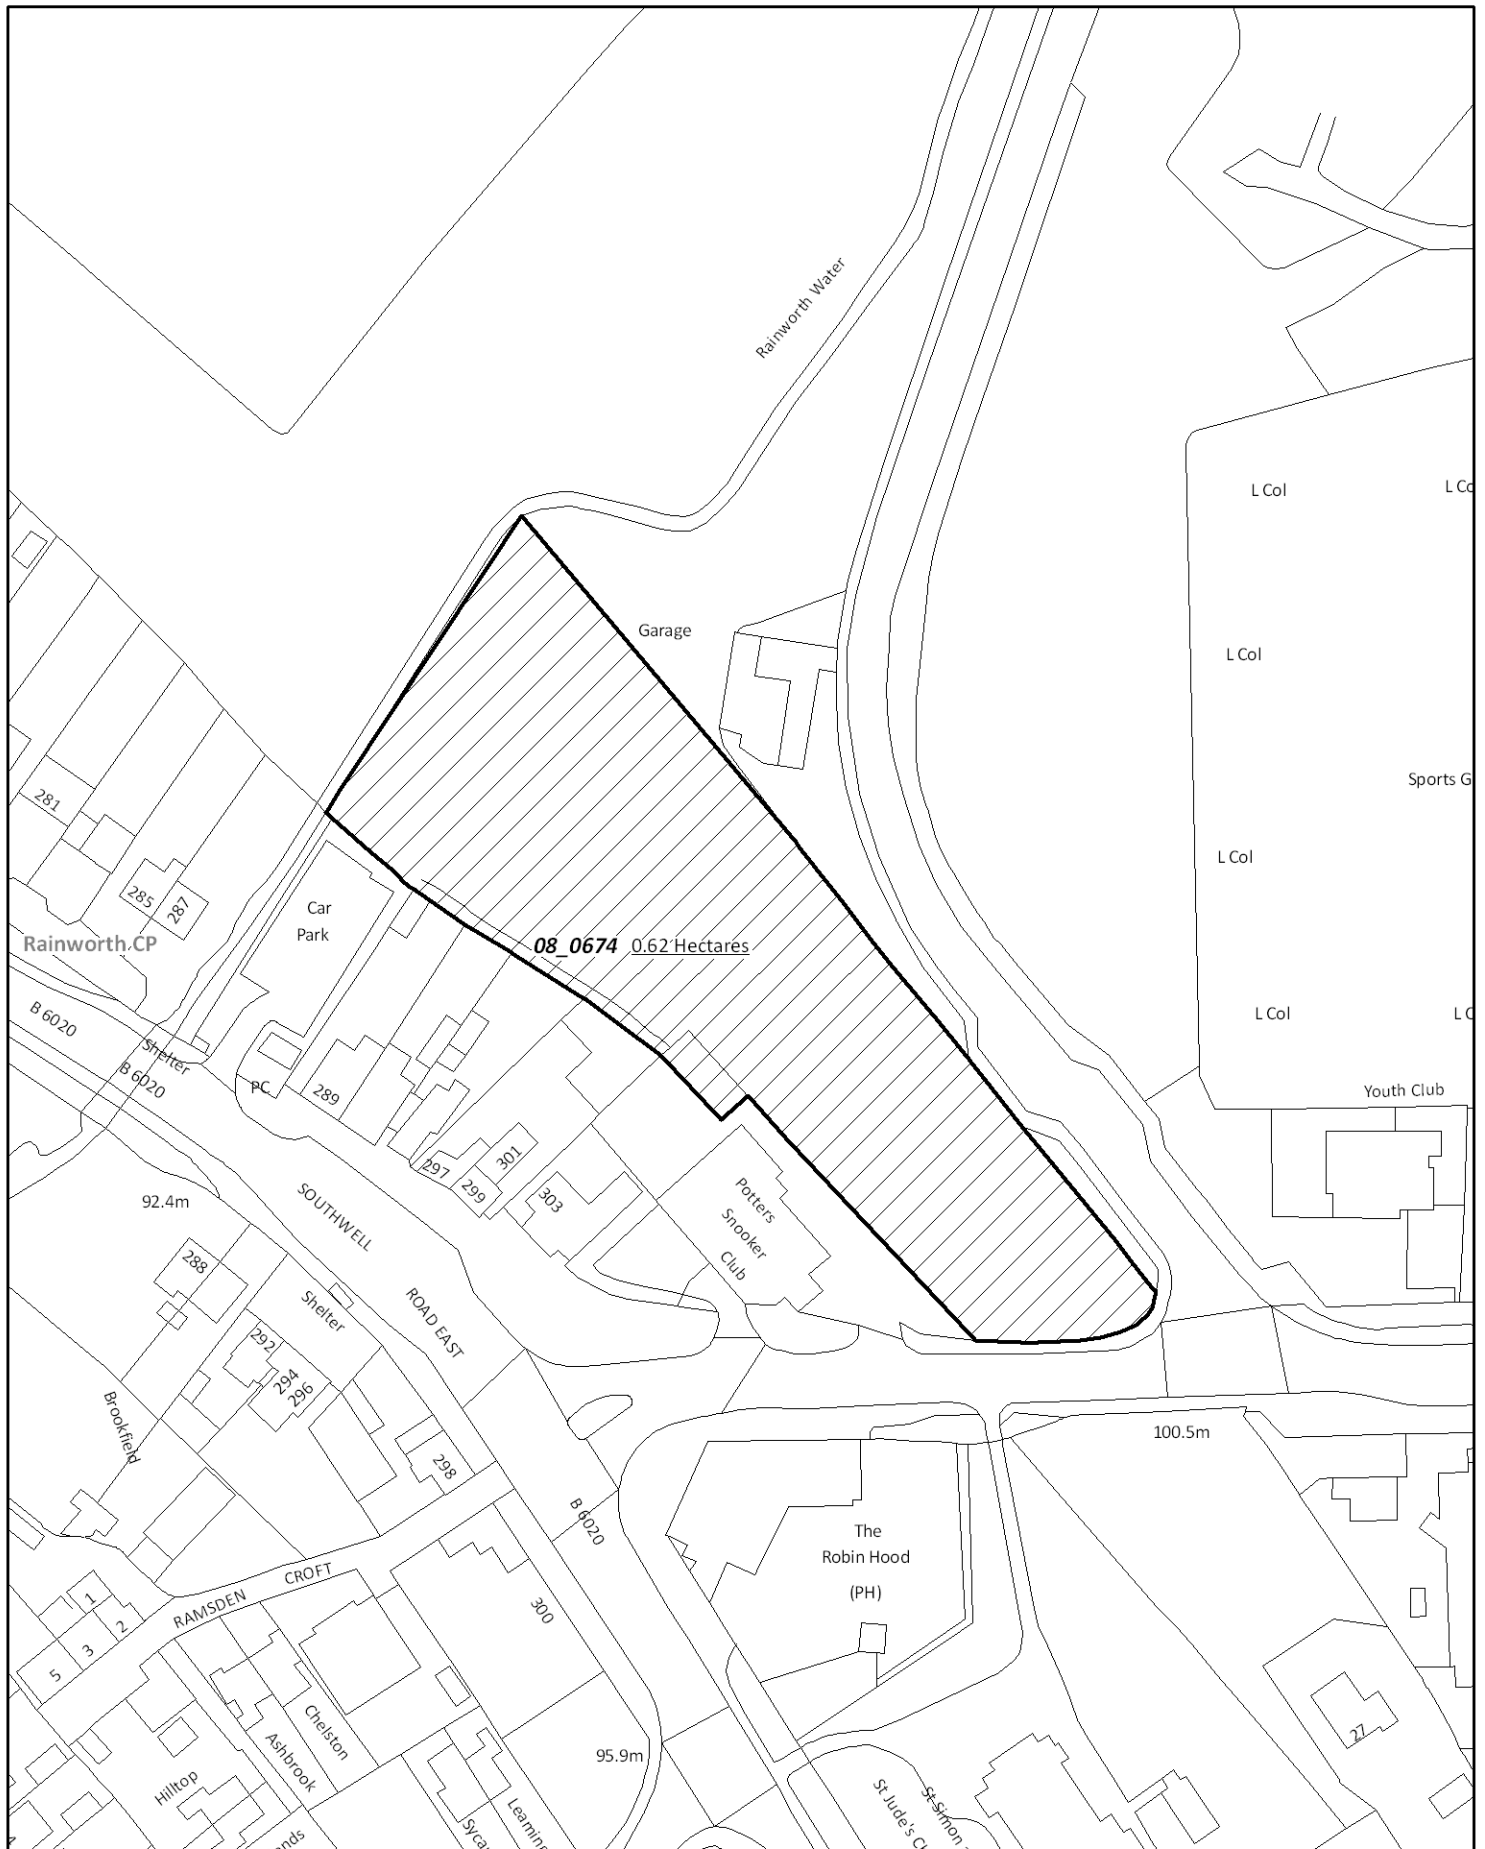 Rainworth Water
L Col
L Co
Garage
L Col
Sports G
281
285
287
Car
Park
Rainworth CP
08_0674 0.62 Hectares
L Col
B 6020
Shelter
B 6020
PC
289
L Col
L C
Youth Club
297
299
301
303
Potters
Snooker
Club
92.4m
SOUTHWELL
ROAD EAST
288
Shelter
292
294
296
298
Brookfield
100.5m
B 6020
The
Robin Hood
(PH)
RAMSDEN
CROFT
300
1
2
3
5
Chelston
Ashbrook
Hilltop
95.9m
27
Leaming
Syca
ands
St Jude's C
St Simon